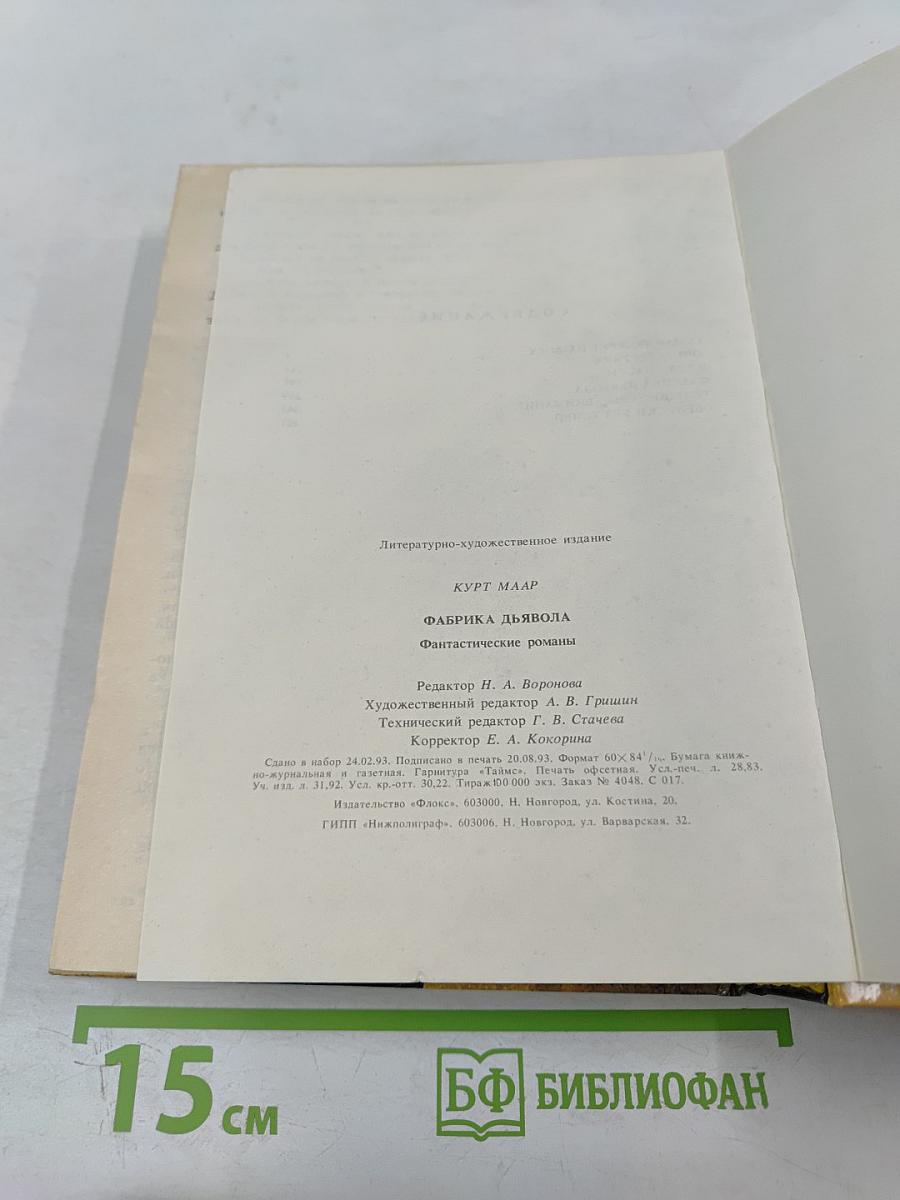 Литературно-художественное издание
КУРТ МААР
ФАБРИКА ДЬЯВОЛА
Фантастические романы
Редактор Н. А. Воронова
Художественный редактор А. В. Гришин
Технический редактор Г. В. Стачева
Корректор Е. А. Кокорина
Сдано в набор 24.02.93. Подписано в печать 20.08.93. Формат 60×84¹/₁₆. Бумага книж-
но-журнальная и газетная. Гарнитура «Таймс». Печать офсетная. Усл.-печ. л. 28,83.
Уч. изд. л. 31,92. Усл. кр.-отт. 30,22. Тираж 100 000 экз. Заказ № 4048. С 017.
Издательство «Флокс», 603000, Н. Новгород, ул. Костина, 20.
ГИПП «Нижполиграф», 603006, Н. Новгород, ул. Варварская, 32.
15 см
БФ БИБЛИОФАН